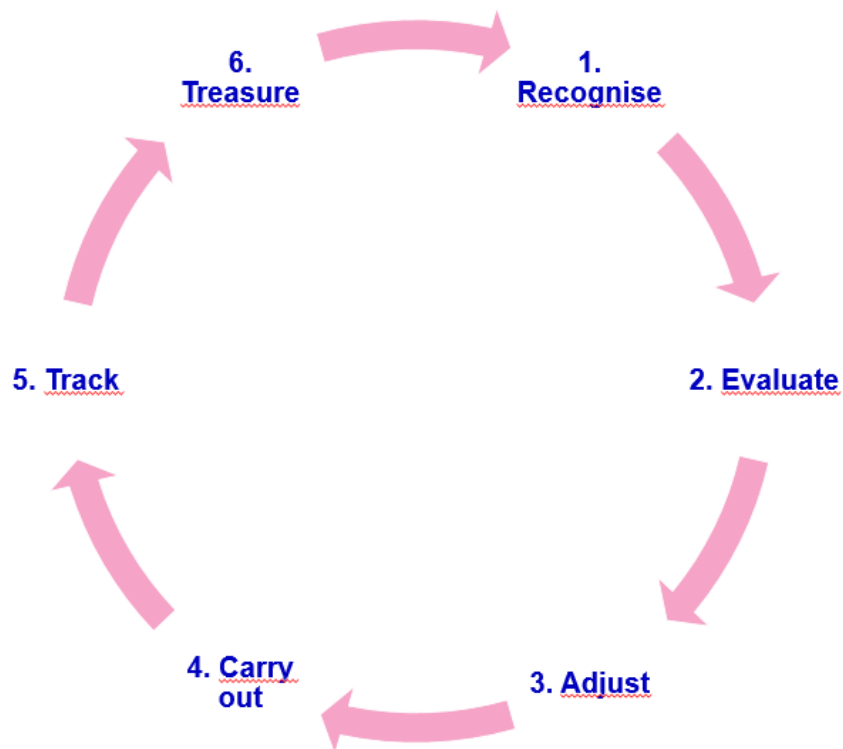 1.
Recognise
2. Evaluate
3. Adjust
4. Carry
out
5. Track
6.
Treasure